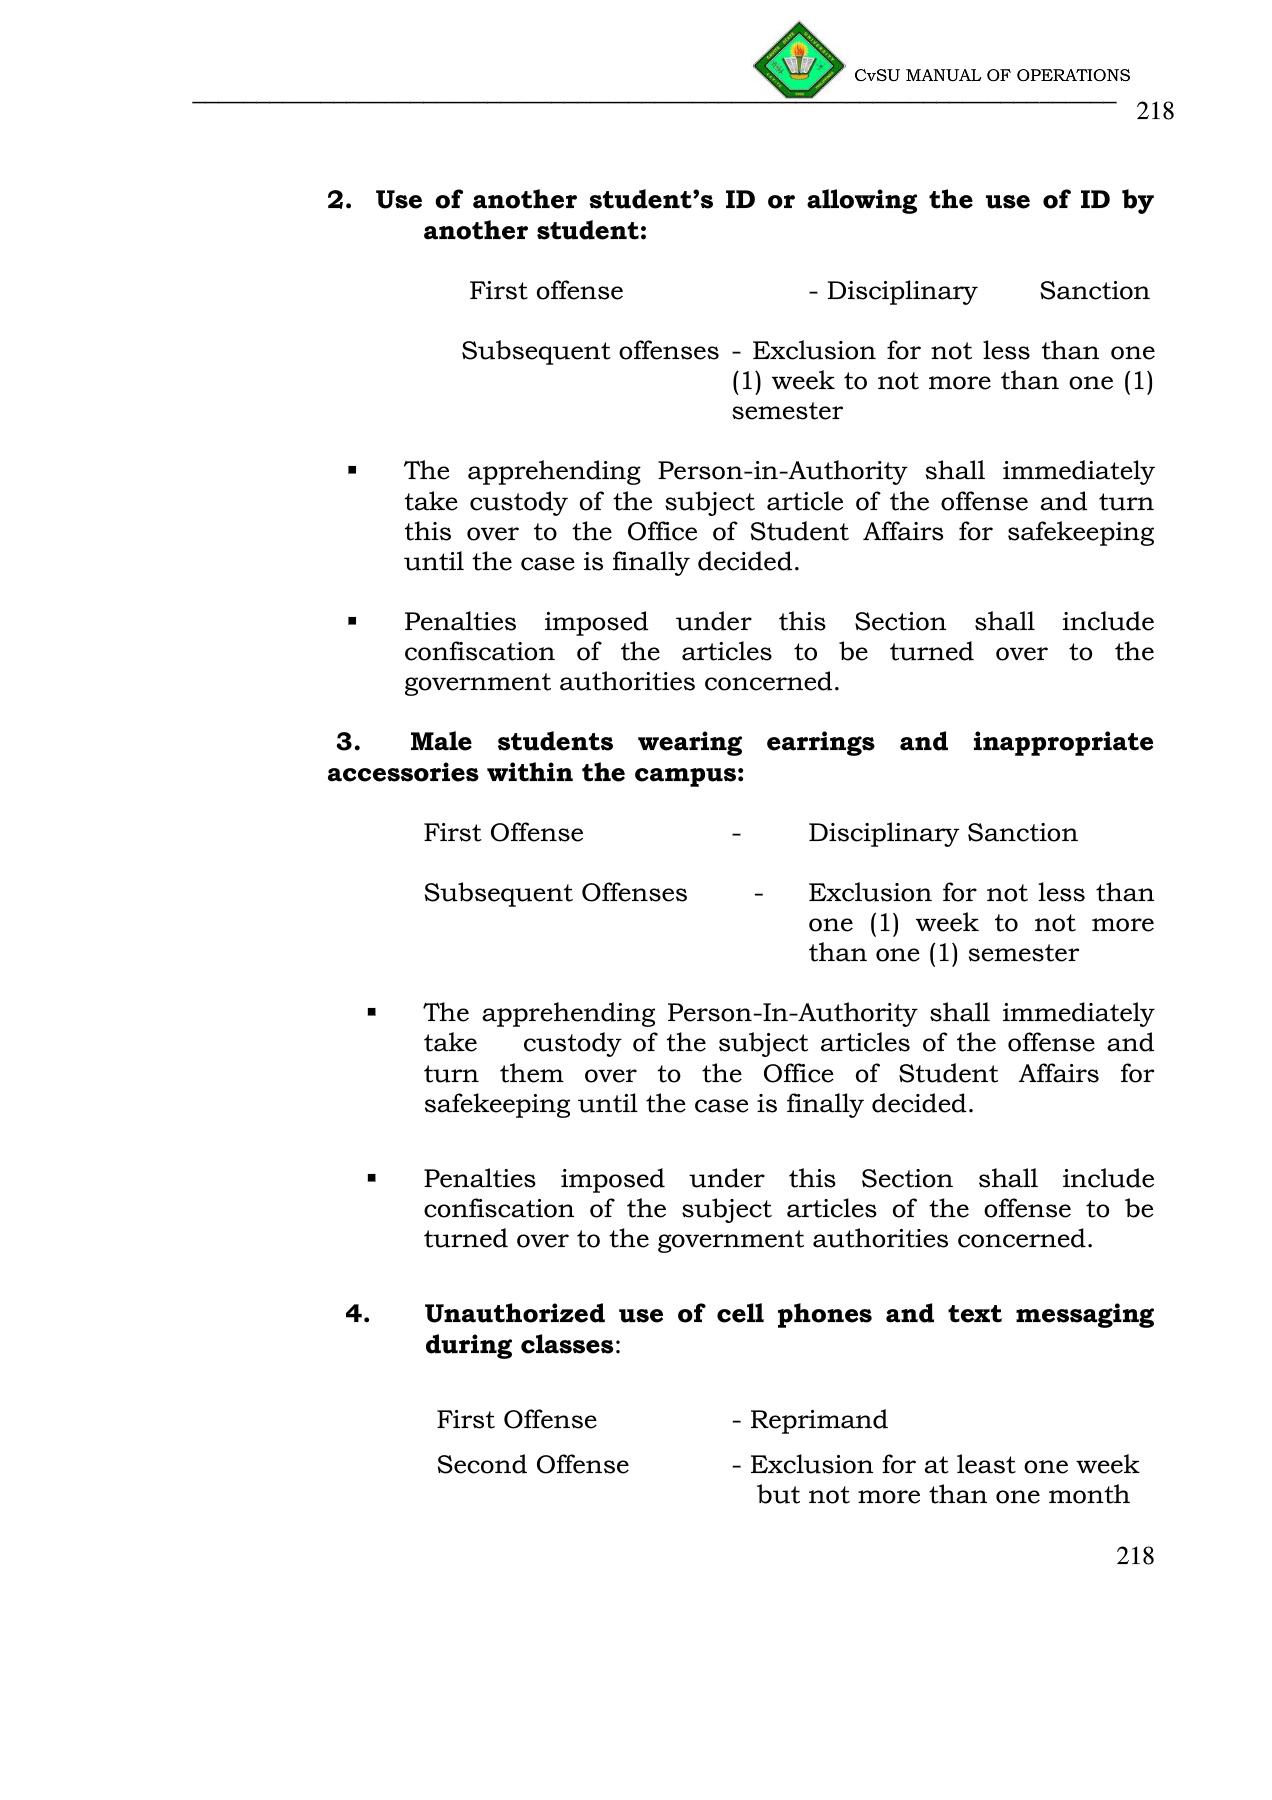 CvSU MANUAL OF OPERATIONS
218
2. Use of another student’s ID or allowing the use of ID by
another student:
First offense - Disciplinary Sanction
Subsequent offenses - Exclusion for not less than one
(1) week to not more than one (1)
semester
▪ The apprehending Person-in-Authority shall immediately
take custody of the subject article of the offense and turn
this over to the Office of Student Affairs for safekeeping
until the case is finally decided.
▪ Penalties imposed under this Section shall include
confiscation of the articles to be turned over to the
government authorities concerned.
3. Male students wearing earrings and inappropriate
accessories within the campus:
First Offense - Disciplinary Sanction
Subsequent Offenses - Exclusion for not less than
one (1) week to not more
than one (1) semester
▪ The apprehending Person-In-Authority shall immediately
take custody of the subject articles of the offense and
turn them over to the Office of Student Affairs for
safekeeping until the case is finally decided.
▪ Penalties imposed under this Section shall include
confiscation of the subject articles of the offense to be
turned over to the government authorities concerned.
4. Unauthorized use of cell phones and text messaging
during classes:
First Offense - Reprimand
Second Offense - Exclusion for at least one week
but not more than one month
218